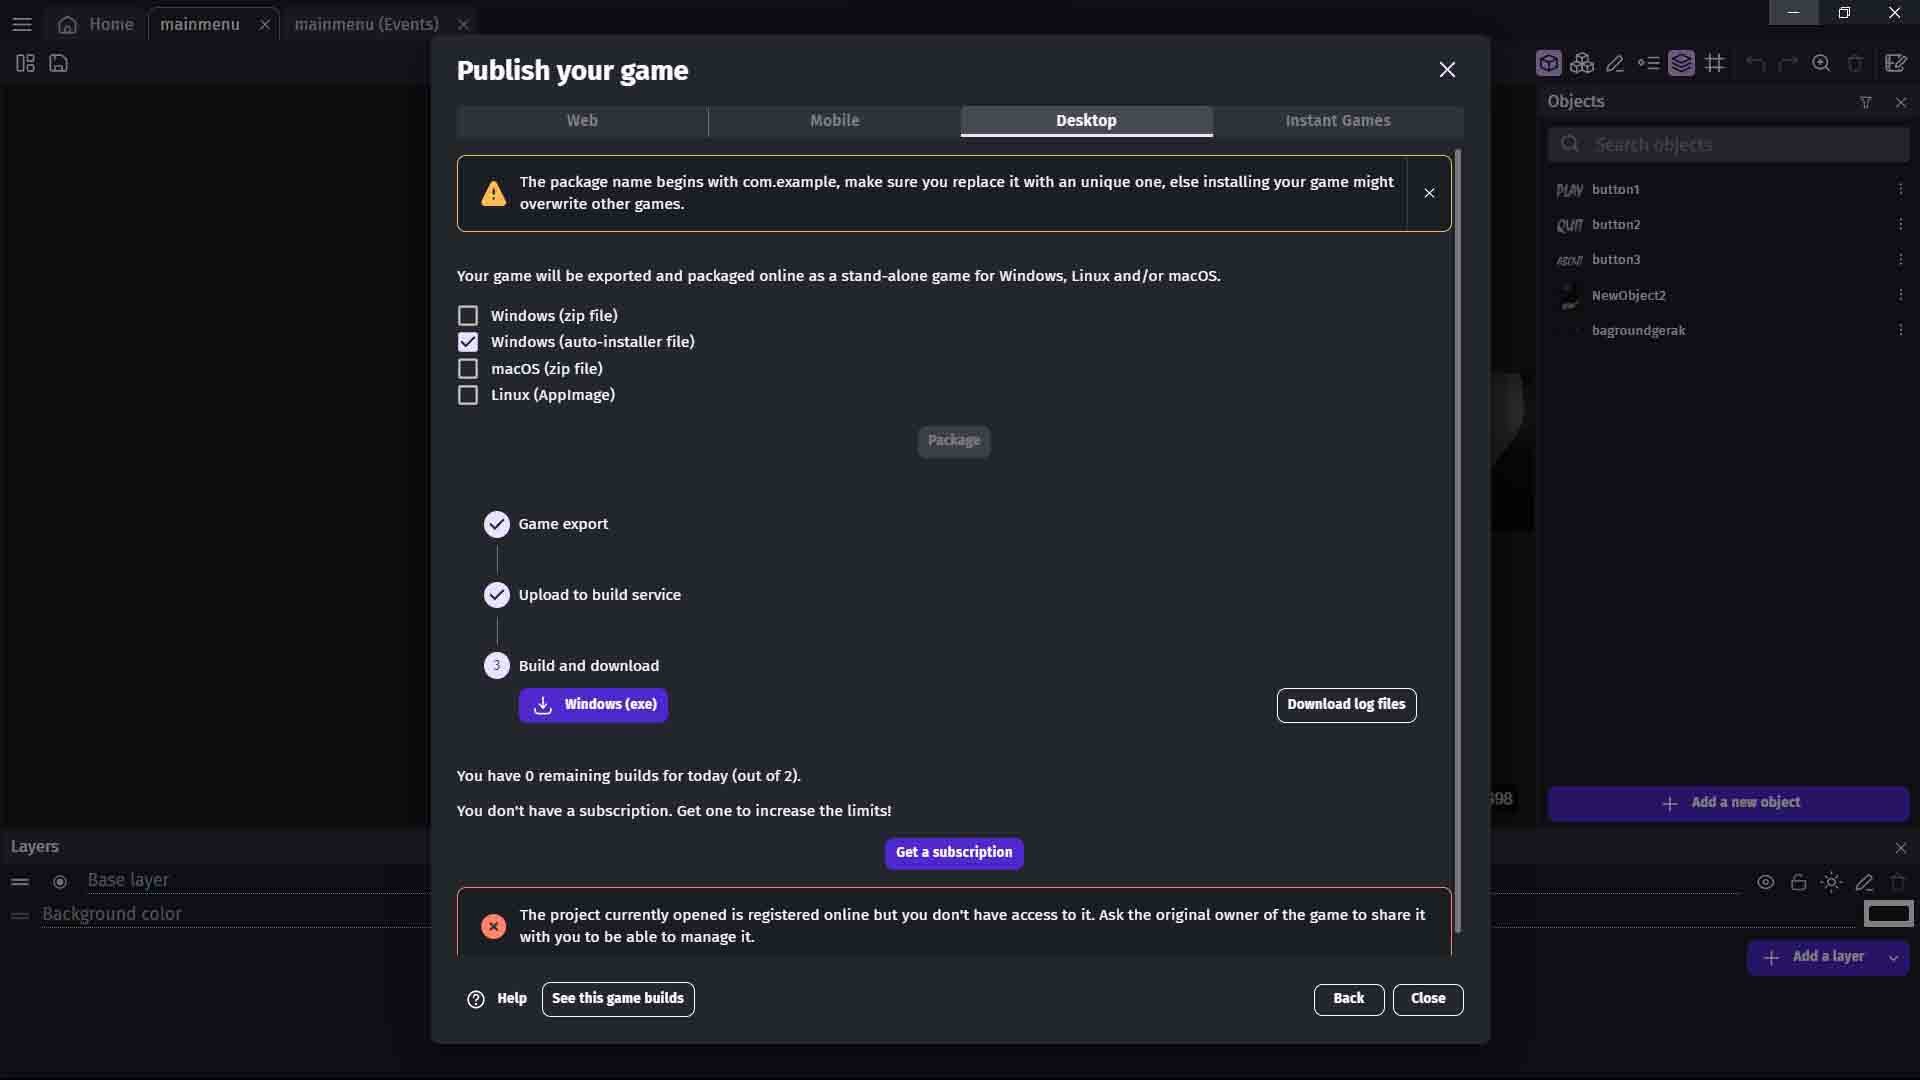 Home
mainmenu
mainmenu (Events)
Publish your game
Web
Mobile
Desktop
Instant Games
The package name begins with com.example, make sure you replace it with an unique one, else installing your game might
overwrite other games.
Your game will be exported and packaged online as a stand-alone game for Windows, Linux and/or macOS.
Windows (zip file)
Windows (auto-installer file)
macOS (zip file)
Linux (AppImage)
Package
Game export
Upload to build service
3 Build and download
Windows (exe)
Download log files
You have 0 remaining builds for today (out of 2).
You don't have a subscription. Get one to increase the limits!
Get a subscription
The project currently opened is registered online but you don't have access to it. Ask the original owner of the game to share it
with you to be able to manage it.
Help
See this game builds
Back
Close
Objects
Search objects
PLAY button1
QUIT button2
ABOUT button3
NewObject2
bagroundgerak
Add a new object
Layers
Base layer
Background color
Add a layer